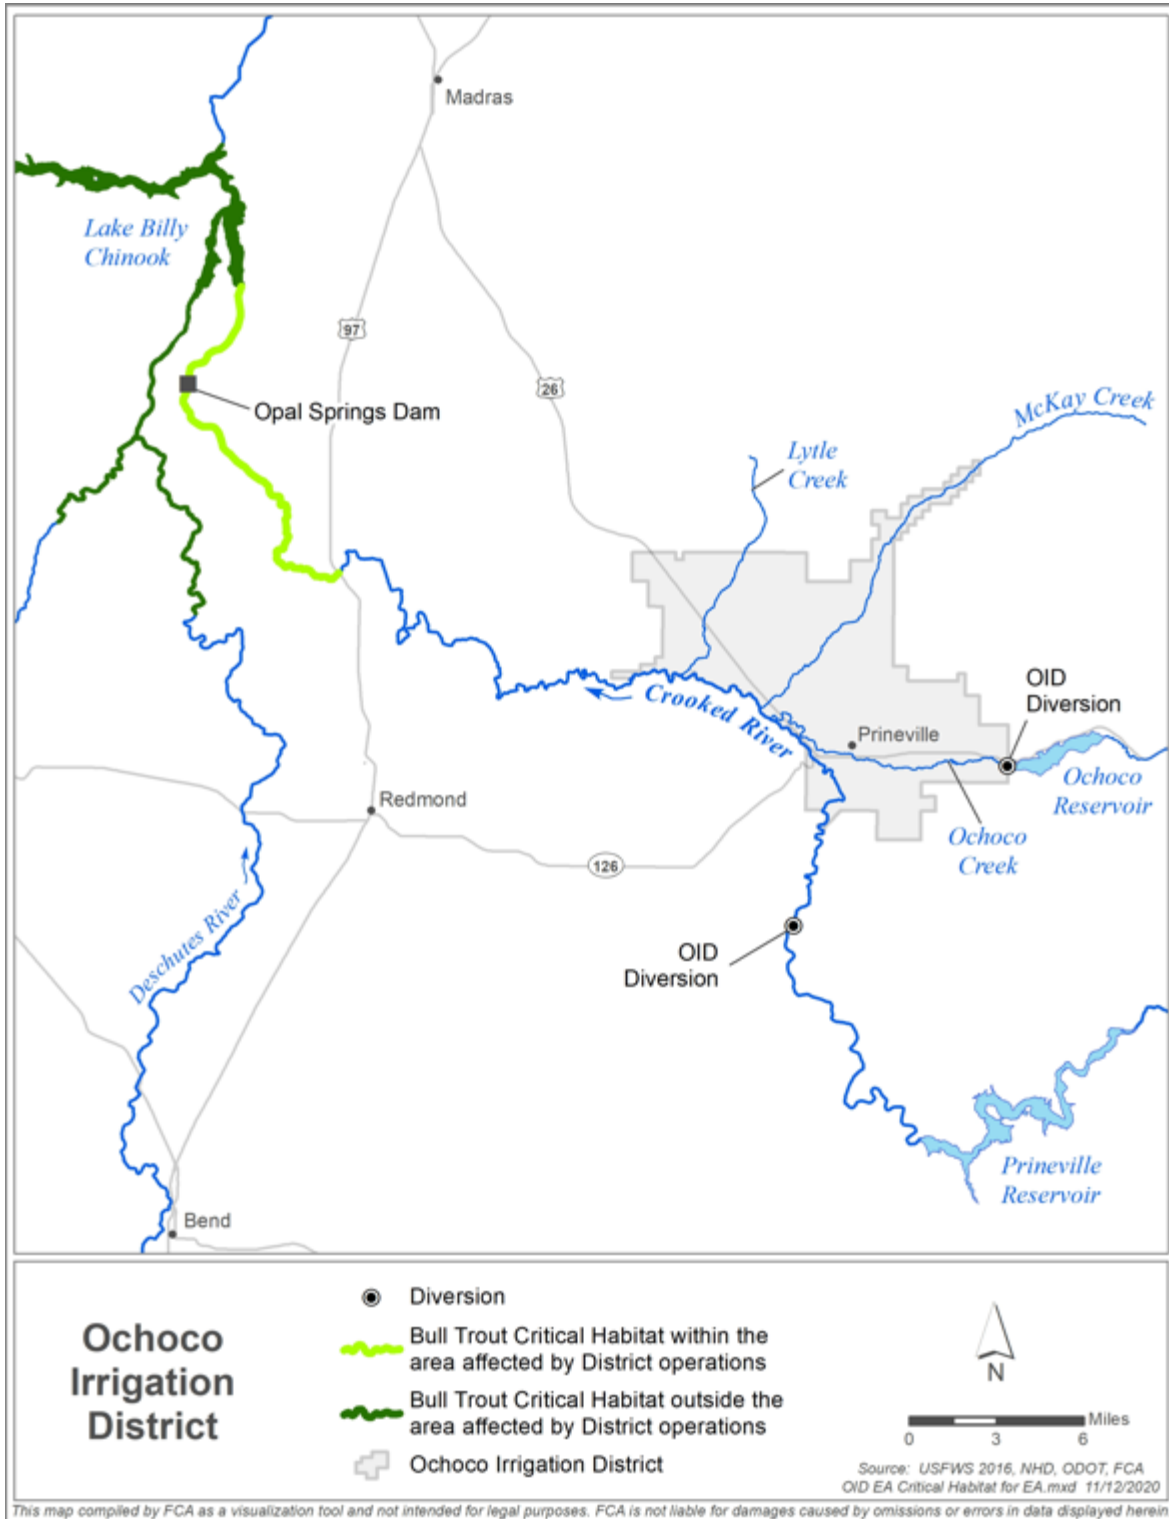 Madras
Lake Billy
Chinook
97
Opal Springs Dam
26
McKay Creek
Lytle
Creek
OID
Diversion
Crooked River
Prineville
Ochoco
Reservoir
Redmond
Ochoco
Creek
126
Deschutes River
OID
Diversion
Prineville
Reservoir
Bend
Ochoco
Irrigation
District
Diversion
Bull Trout Critical Habitat within the
area affected by District operations
Bull Trout Critical Habitat outside the
area affected by District operations
Ochoco Irrigation District
N
Miles
0 3 6
Source: USFWS 2016, NHD, ODOT, FCA
OID EA Critical Habitat for EA.mxd 11/12/2020
This map compiled by FCA as a visualization tool and not intended for legal purposes. FCA is not liable for damages caused by omissions or errors in data displayed herein